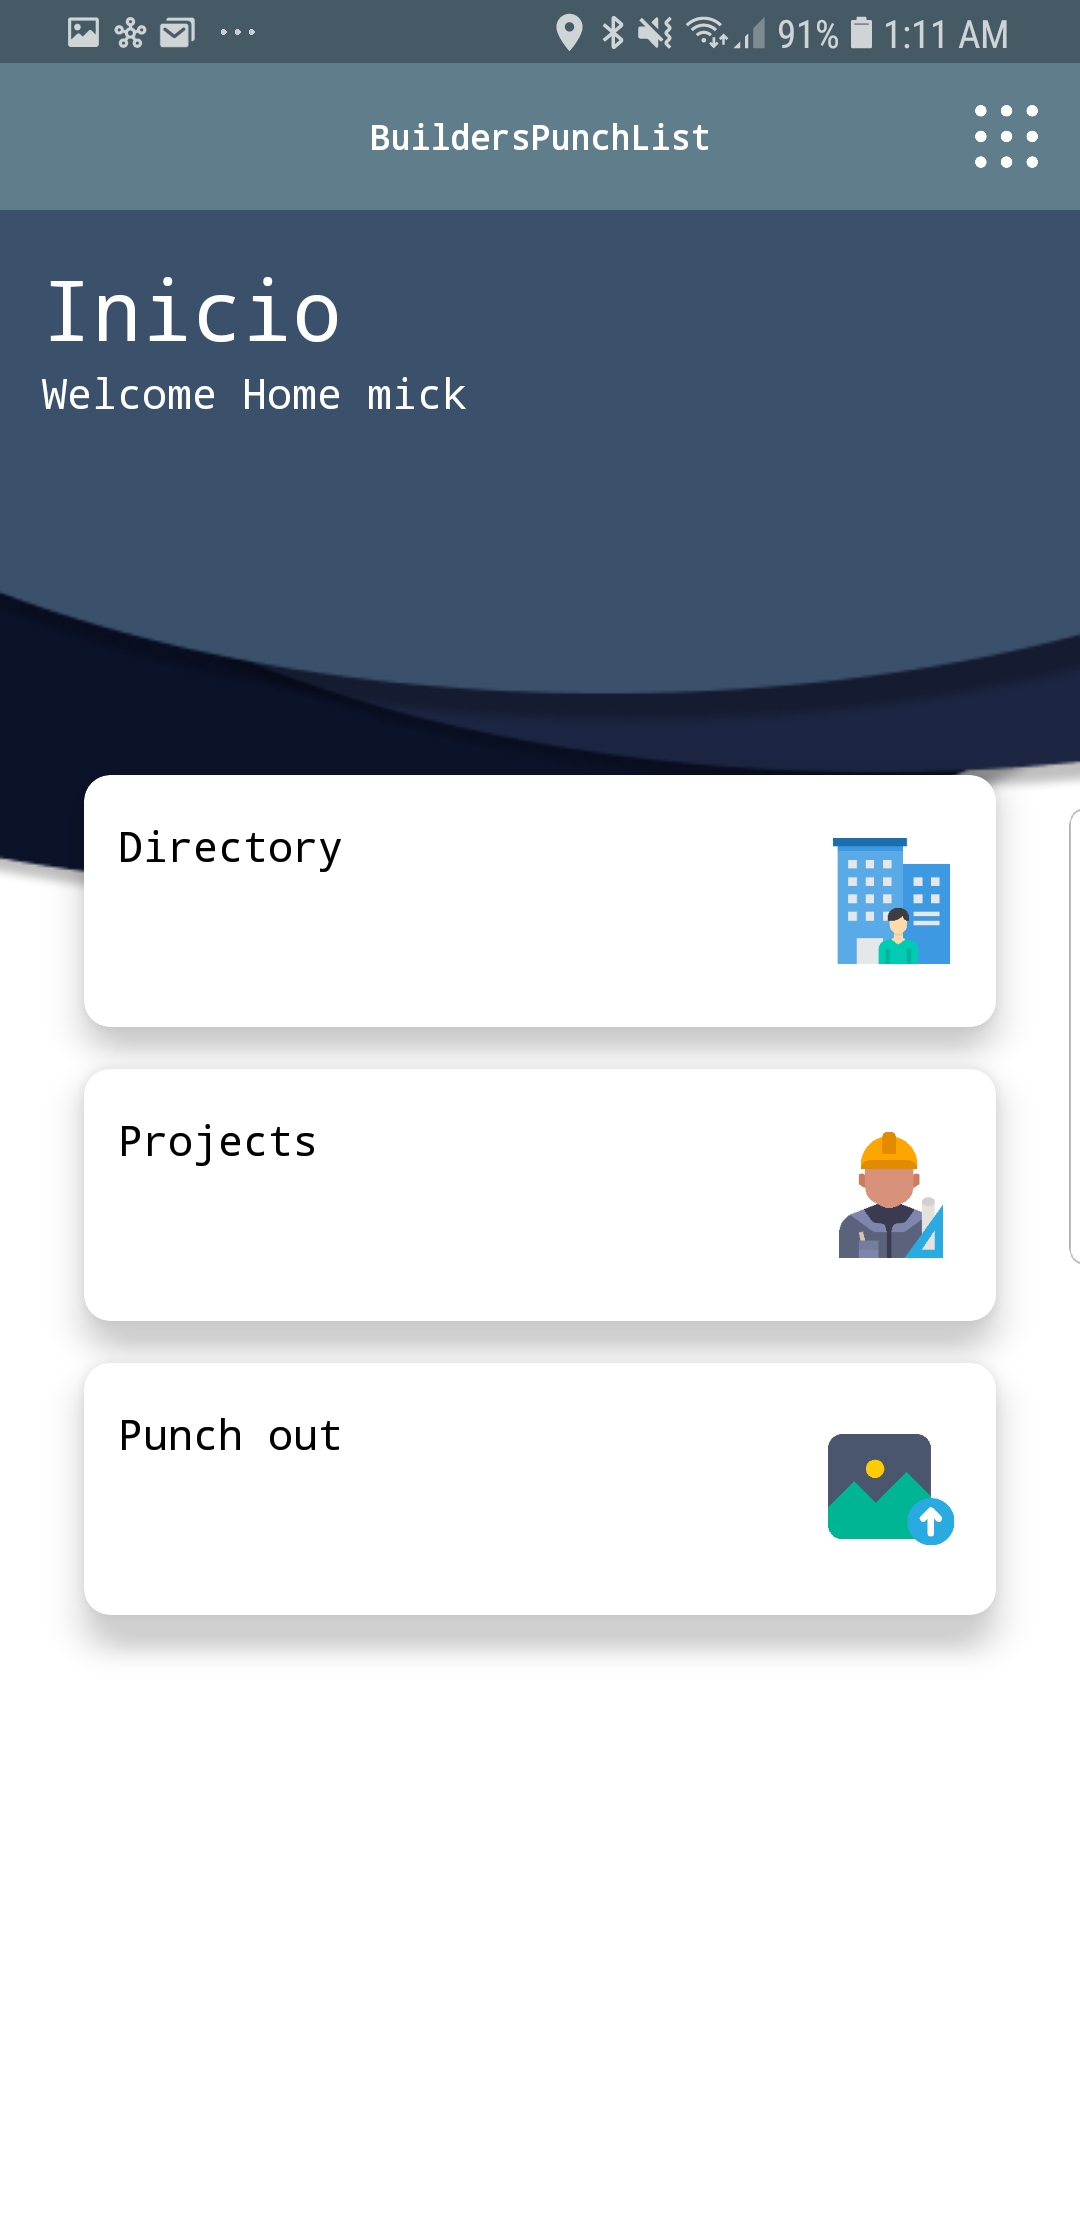 91% 1:11 AM
BuildersPunchList
Inicio
Welcome Home mick
Directory
Projects
Punch out